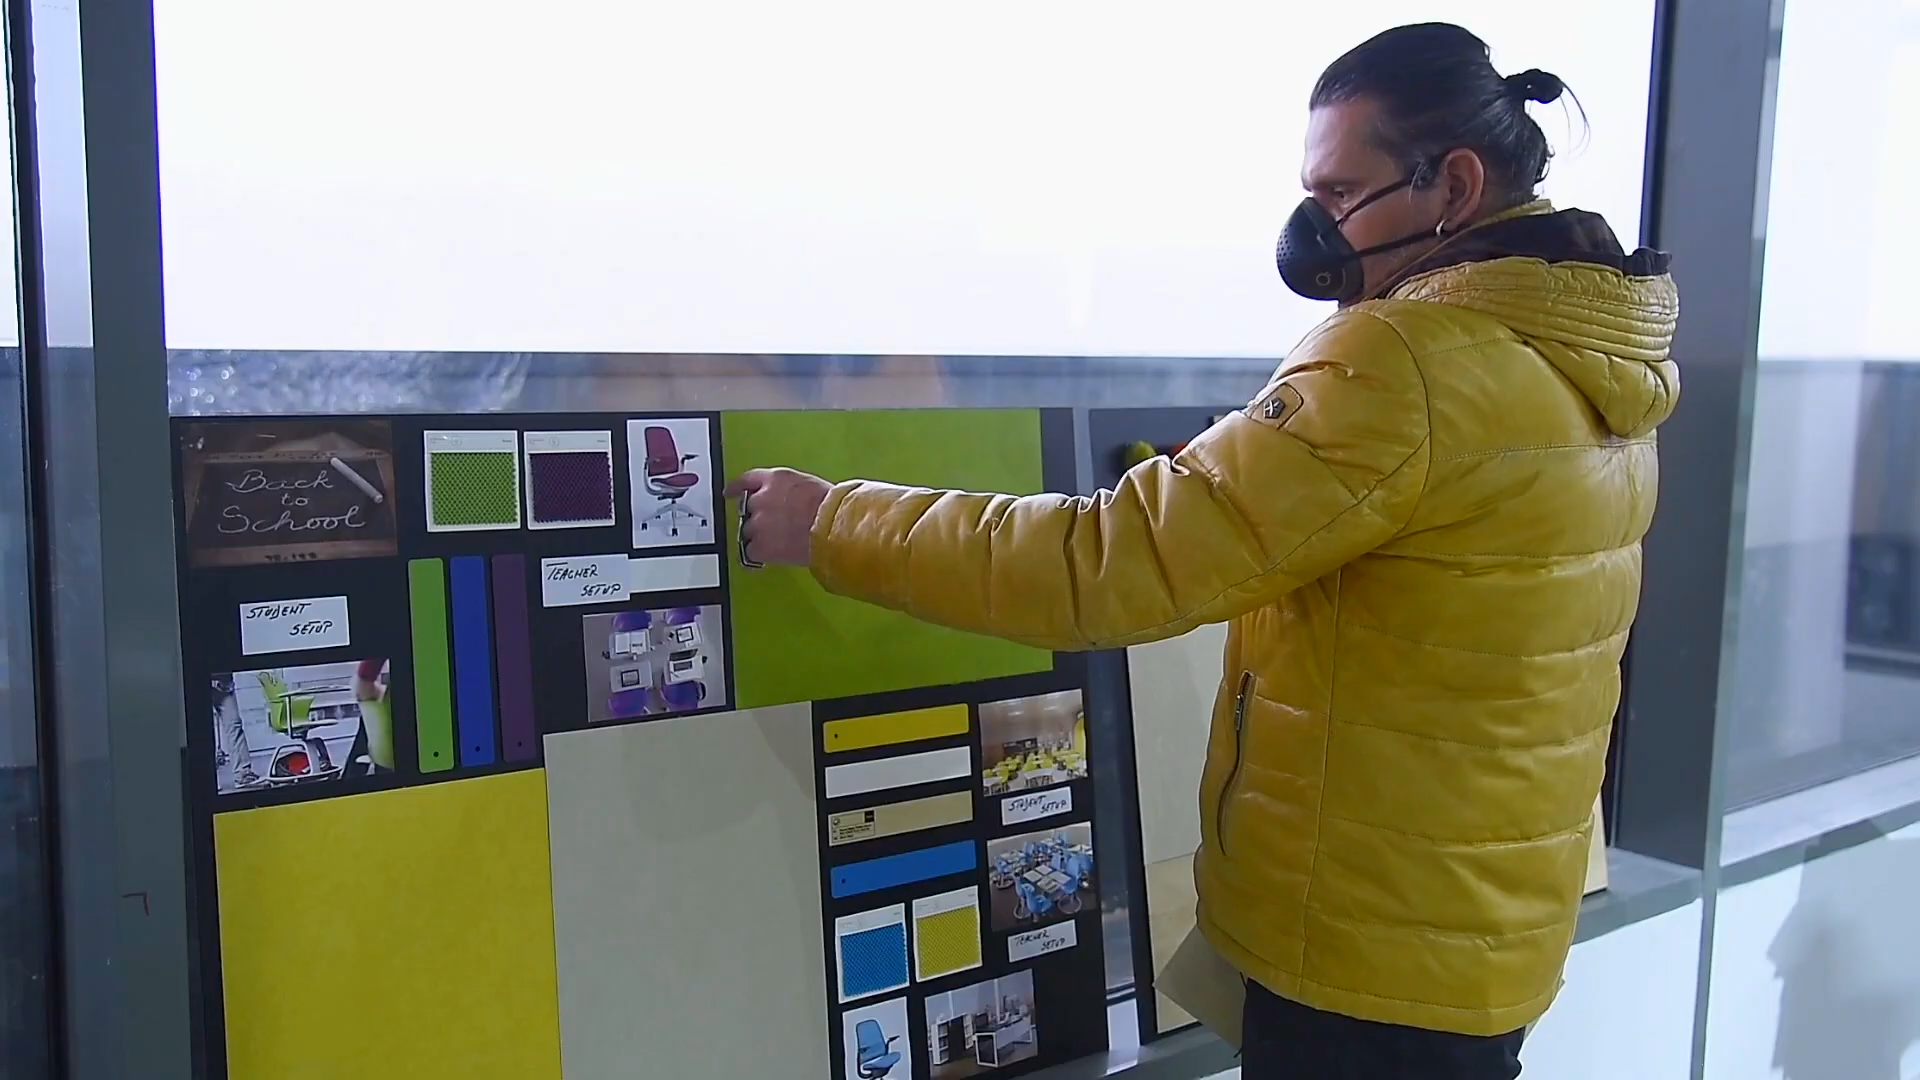 Back
to
School
STUDENT
SETUP
TEACHER
SETUP
STUDENT
SETUP
TEACHER
SETUP